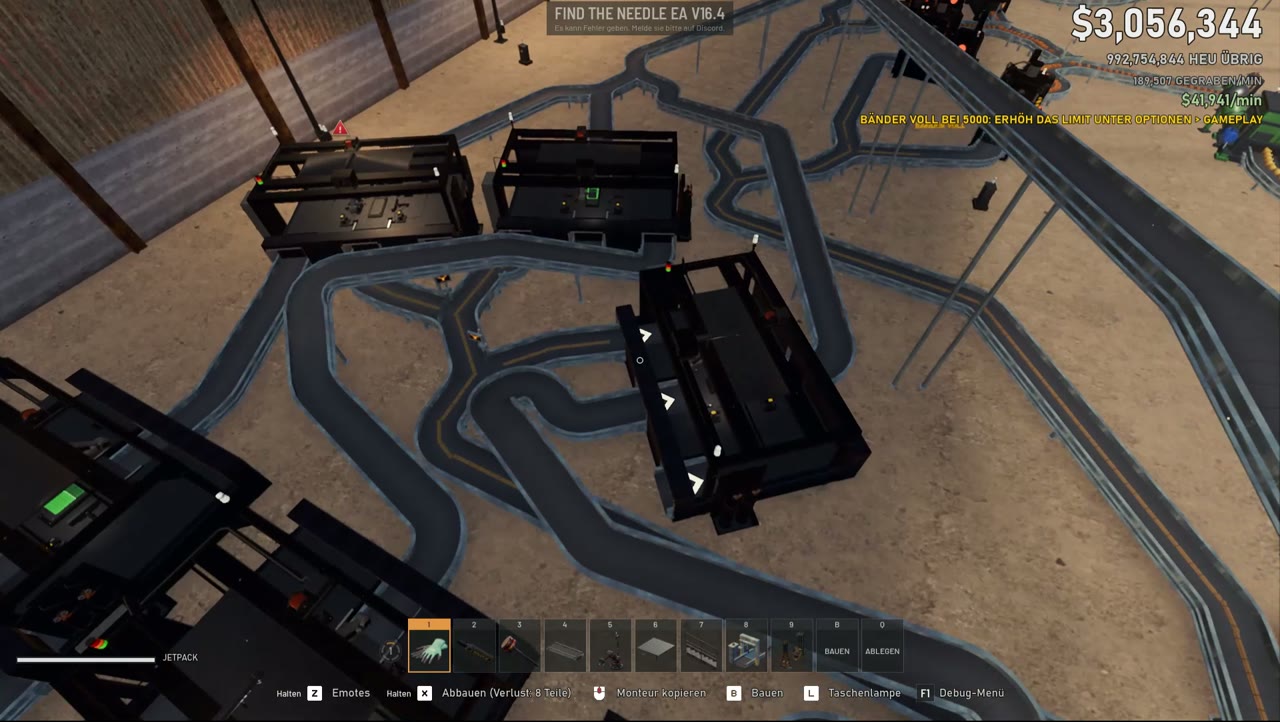 FIND THE NEEDLE EA V16.4
Es kann Fehler geben. Melde sie bitte auf Discord.
$3,056,344
992,754,844 HEU ÜBRIG
189,507 GEGRABEN/MIN
$41,941/min
BÄNDER VOLL BEI 5000: ERHÖH DAS LIMIT UNTER OPTIONEN > GAMEPLAY
JETPACK
1 2 3 4 5 6 7 8 9 B 0
BAUEN ABLEGEN
Halten Z Emotes Halten X Abbauen (Verlust: 8 Teile) Monteur kopieren B Bauen L Taschenlampe F1 Debug-Menü